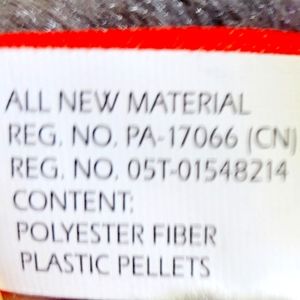 ALL NEW MATERIAL
REG. NO. PA-17066 (CN)
REG. NO. 05T-01548214
CONTENT:
POLYESTER FIBER
PLASTIC PELLETS